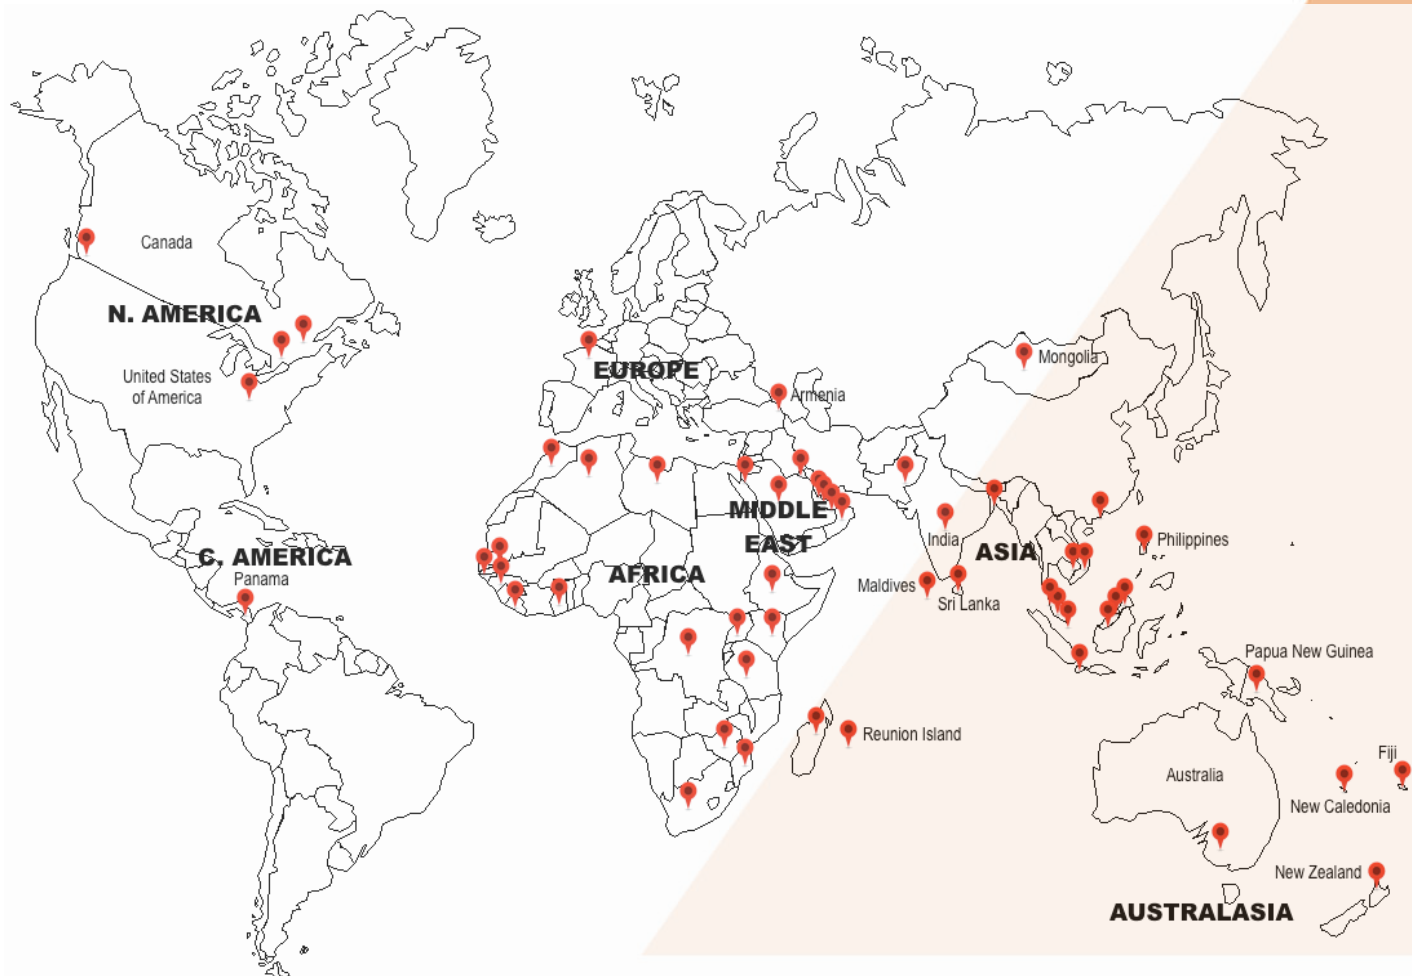 Canada
N. AMERICA
United States
of America
C. AMERICA
Panama
EUROPE
Armenia
Mongolia
MIDDLE
EAST
AFRICA
India
ASIA
Philippines
Maldives
Sri Lanka
Papua New Guinea
Reunion Island
Fiji
Australia
New Caledonia
New Zealand
AUSTRALASIA